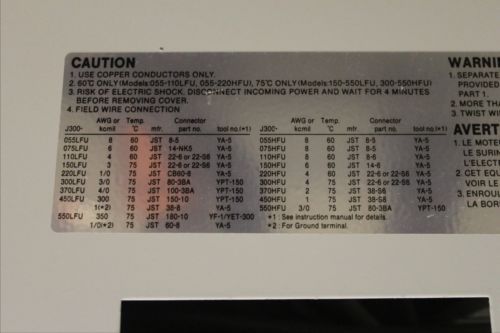 CAUTION
1. USE COPPER CONDUCTORS ONLY.
2. 60℃ ONLY (Models:055-110LFU, 055-220HFU), 75℃ ONLY (Models:150-550LFU, 300-550HFU)
3. RISK OF ELECTRIC SHOCK. DISCONNECT INCOMING POWER AND WAIT FOR 4 MINUTES
BEFORE REMOVING COVER.
4. FIELD WIRE CONNECTION
J300- AWG or kcmil Temp. ℃ mfr. Connector part no. tool no.(*1)
055LFU 8 60 JST 8-5 YA-5
075LFU 8 60 JST 14-NK5 YA-5
110LFU 4 60 JST 22-6 or 22-S6 YA-5
150LFU 3 75 JST 22-6 or 22-S6 YA-5
220LFU 1/0 75 JST CB60-8 YA-5
300LFU 3/0 75 JST 80-3BA YPT-150
370LFU 4/0 75 JST 100-3BA YPT-150
450LFU 300 75 JST 150-10 YPT-150
1(*2) 75 JST 38-8 YA-5
550LFU 350 75 JST 180-10 YF-1/YET-300
1/0(*2) 75 JST 60-8 YA-5
J300- AWG or kcmil Temp. ℃ mfr. Connector part no. tool no.(*1)
055HFU 8 60 JST 8-5 YA-5
075HFU 8 60 JST 8-5 YA-5
110HFU 8 60 JST 8-6 YA-5
150HFU 60 JST 14-6 YA-5
220HFU 4 60 JST 22-6 or 22-S6 YA-5
300HFU 4 75 JST 22-6 or 22-S6 YA-5
370HFU 2 75 JST 38-S6 YA-5
450HFU 1 75 JST 38-S6 YA-5
550HFU 3/0 75 JST 80-3BA YPT-150
*1 : See instruction manual for details.
*2 : For Ground terminal.
WARNIN
1. SEPARATE
PROVIDED
PART 1.
2. MORE THA
3. TWIST WI
AVERT
1. LE MOTE
LE SURIN
L'ELECT
2. CET EQU
VOIR LE
3. ENROUL
LA BOR